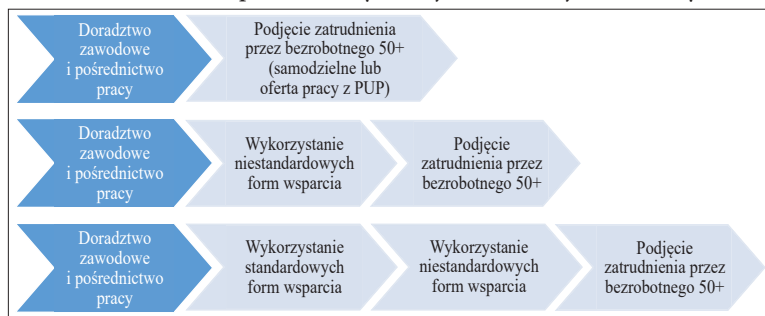 Doradztwo
zawodowe
i pośrednictwo
pracy
Podjęcie zatrudnienia
przez bezrobotnego 50+
(samodzielne lub
oferta pracy z PUP)
Doradztwo
zawodowe
i pośrednictwo
pracy
Wykorzystanie
niestandardowych
form wsparcia
Podjęcie
zatrudnienia przez
bezrobotnego 50+
Doradztwo
zawodowe
i pośrednictwo
pracy
Wykorzystanie
standardowych
form wsparcia
Wykorzystanie
niestandardowych
form wsparcia
Podjęcie
zatrudnienia przez
bezrobotnego 50+